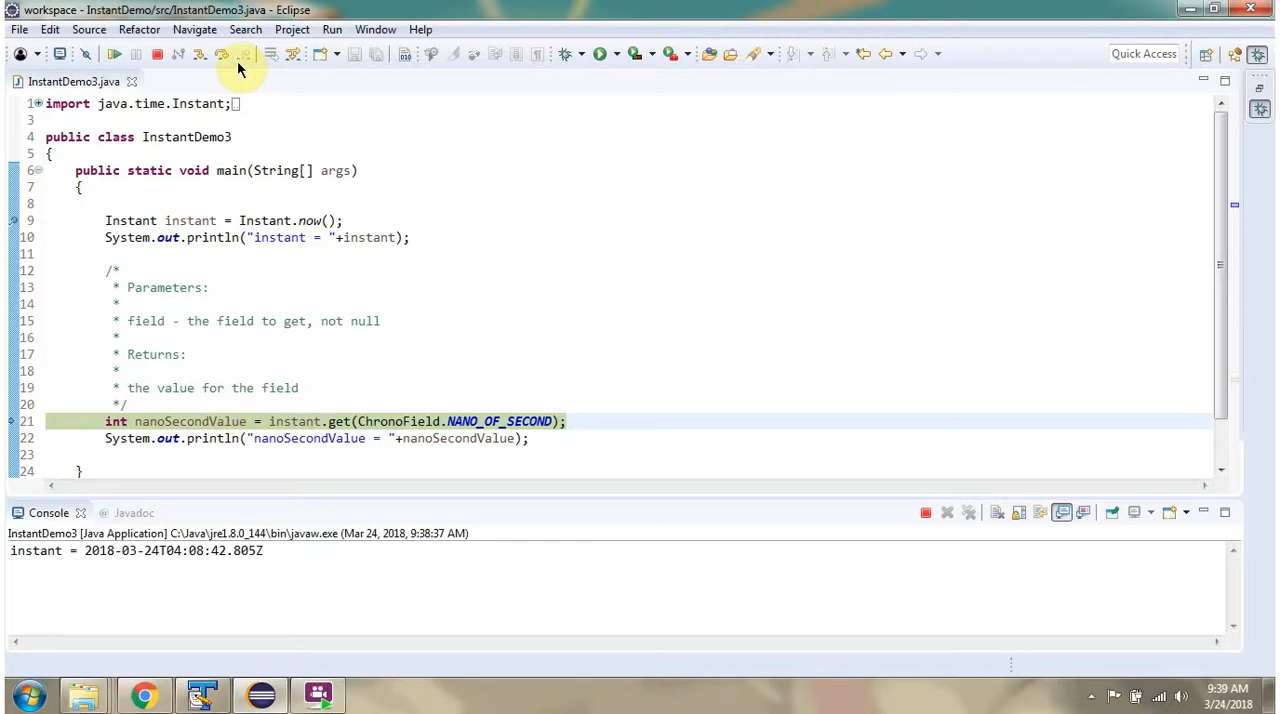 workspace - InstantDemo/src/InstantDemo3.java - Eclipse
File Edit Source Refactor Navigate Search Project Run Window Help
Quick Access
InstantDemo3.java
1 import java.time.Instant;
3
4 public class InstantDemo3
5 {
6 public static void main(String[] args)
7 {
8
9 Instant instant = Instant.now();
10 System.out.println("instant = "+instant);
11
12 /*
13 * Parameters:
14 *
15 * field - the field to get, not null
16 *
17 * Returns:
18 *
19 * the value for the field
20 */
21 int nanoSecondValue = instant.get(ChronoField.NANO_OF_SECOND);
22 System.out.println("nanoSecondValue = "+nanoSecondValue);
23
24 }
Console Javadoc
InstantDemo3 [Java Application] C:\Java\jre1.8.0_144\bin\javaw.exe (Mar 24, 2018, 9:38:37 AM)
instant = 2018-03-24T04:08:42.805Z
9:39 AM
3/24/2018